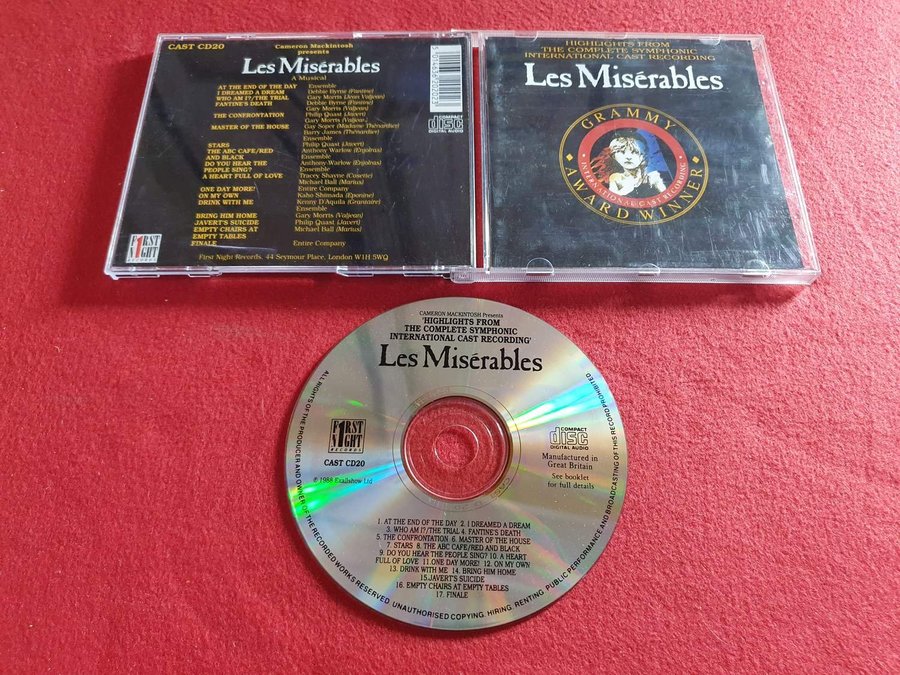 CAST CD20
Cameron Mackintosh
presents
Les Misérables
A Musical
AT THE END OF THE DAY Ensemble
I DREAMED A DREAM Debbie Byrne (Fantine)
WHO AM I?/THE TRIAL Gary Morris (Jean Valjean)
FANTINE'S DEATH Debbie Byrne (Fantine)
Gary Morris (Valjean)
THE CONFRONTATION Philip Quast (Javert)
Gary Morris (Valjean)
MASTER OF THE HOUSE Gay Soper (Madame Thenardier)
Barry James (Thenardier)
Ensemble
STARS Philip Quast (Javert)
THE ABC CAFE/RED Anthony Warlow (Enjolras)
AND BLACK Ensemble
DO YOU HEAR THE Anthony Warlow (Enjolras)
PEOPLE SING? Ensemble
A HEART FULL OF LOVE Tracey Shayne (Cosette)
Michael Ball (Marius)
ONE DAY MORE! Entire Company
ON MY OWN Kaho Shimada (Eponine)
DRINK WITH ME Kenny D'Aquila (Grantaire)
Ensemble
BRING HIM HOME Gary Morris (Valjean)
JAVERT'S SUICIDE Philip Quast (Javert)
EMPTY CHAIRS AT Michael Ball (Marius)
EMPTY TABLES
FINALE Entire Company
F1RST
N1GHT
RECORDS
First Night Records, 44 Seymour Place, London W1H 5WQ
COMPACT
disc
DIGITAL AUDIO
HIGHLIGHTS FROM
THE COMPLETE SYMPHONIC
INTERNATIONAL CAST RECORDING
Les Misérables
GRAMMY
AWARD WINNER
INTERNATIONAL CAST RECORDING
CAMERON MACKINTOSH Presents
'HIGHLIGHTS FROM
THE COMPLETE SYMPHONIC
INTERNATIONAL CAST RECORDING'
Les Misérables
F1RST
N1GHT
RECORDS
CAST CD20
℗ 1988 Exallshow Ltd
COMPACT
disc
DIGITAL AUDIO
Manufactured in
Great Britain
See booklet
for full details
1. AT THE END OF THE DAY 2. I DREAMED A DREAM
3. WHO AM I?/THE TRIAL 4. FANTINE'S DEATH
5. THE CONFRONTATION 6. MASTER OF THE HOUSE
7. STARS 8. THE ABC CAFE/RED AND BLACK
9. DO YOU HEAR THE PEOPLE SING? 10. A HEART
FULL OF LOVE 11. ONE DAY MORE! 12. ON MY OWN
13. DRINK WITH ME 14. BRING HIM HOME
15. JAVERT'S SUICIDE
16. EMPTY CHAIRS AT EMPTY TABLES
17. FINALE
ALL RIGHTS OF THE PRODUCER AND OWNER OF THE RECORDED WORKS RESERVED. UNAUTHORISED COPYING, HIRING, RENTING, PUBLIC PERFORMANCE AND BROADCASTING OF THIS RECORD PROHIBITED